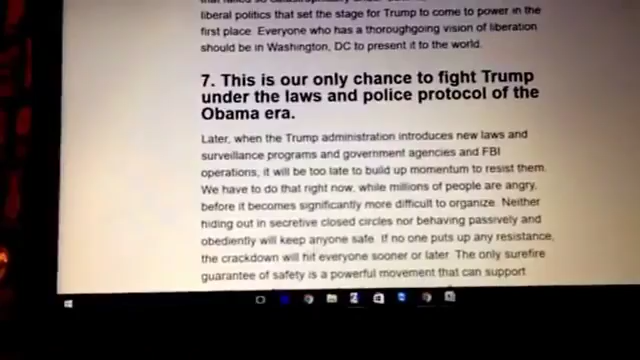 liberal politics that set the stage for Trump to come to power in the
first place. Everyone who has a thoroughgoing vision of liberation
should be in Washington, DC to present it to the world.
7. This is our only chance to fight Trump
under the laws and police protocol of the
Obama era.
Later, when the Trump administration introduces new laws and
surveillance programs and government agencies and FBI
operations, it will be too late to build up momentum to resist them.
We have to do that right now, while millions of people are angry,
before it becomes significantly more difficult to organize. Neither
hiding out in secretive closed circles nor behaving passively and
obediently will keep anyone safe. If no one puts up any resistance,
the crackdown will hit everyone sooner or later. The only surefire
guarantee of safety is a powerful movement that can support